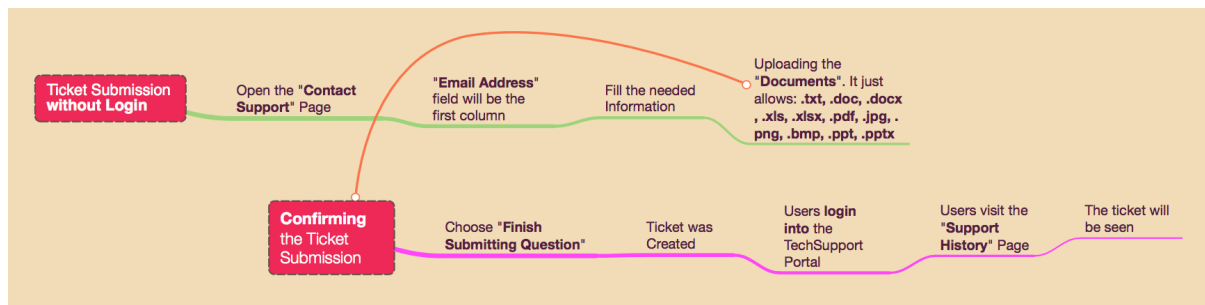 Ticket Submission
without Login
Open the "Contact
Support" Page
"Email Address"
field will be the
first column
Fill the needed
Information
Uploading the
"Documents". It just
allows: .txt, .doc, .docx
, .xls, .xlsx, .pdf, .jpg, .
png, .bmp, .ppt, .pptx
Confirming
the Ticket
Submission
Choose "Finish
Submitting Question"
Ticket was
Created
Users login
into the
TechSupport
Portal
Users visit the
"Support
History" Page
The ticket will
be seen